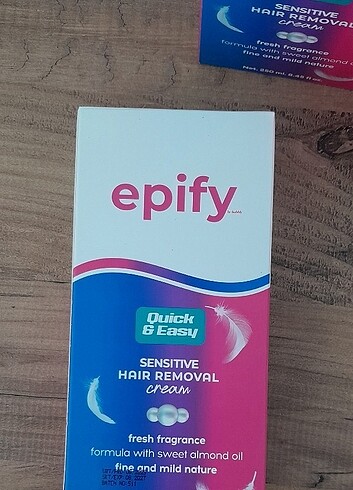 SENSITIVE
HAIR REMOVAL
cream
fresh fragrance
formula with sweet almond
fine and mild nature
epify
Quick
& Easy
SENSITIVE
HAIR REMOVAL
cream
fresh fragrance
formula with sweet almond oil
fine and mild nature